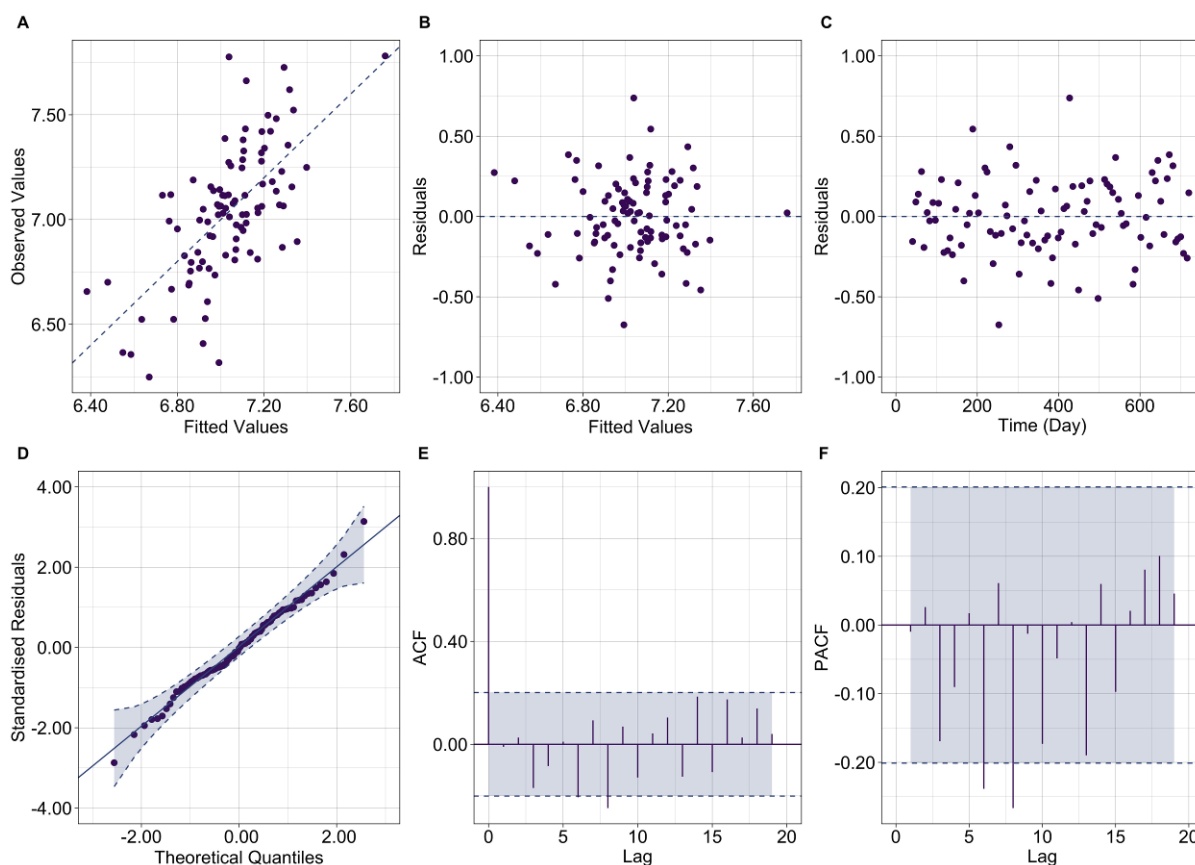 A
B
C
Observed Values
7.50
7.00
6.50
6.40
6.80
7.20
7.60
Fitted Values
Residuals
1.00
0.50
0.00
-0.50
-1.00
6.40
6.80
7.20
7.60
Fitted Values
Residuals
1.00
0.50
0.00
-0.50
-1.00
0
200
400
600
Time (Day)
D
E
F
Standardised Residuals
4.00
2.00
0.00
-2.00
-4.00
-2.00
0.00
2.00
Theoretical Quantiles
ACF
0.80
0.40
0.00
0
5
10
15
20
Lag
PACF
0.20
0.10
0.00
-0.10
-0.20
0
5
10
15
20
Lag